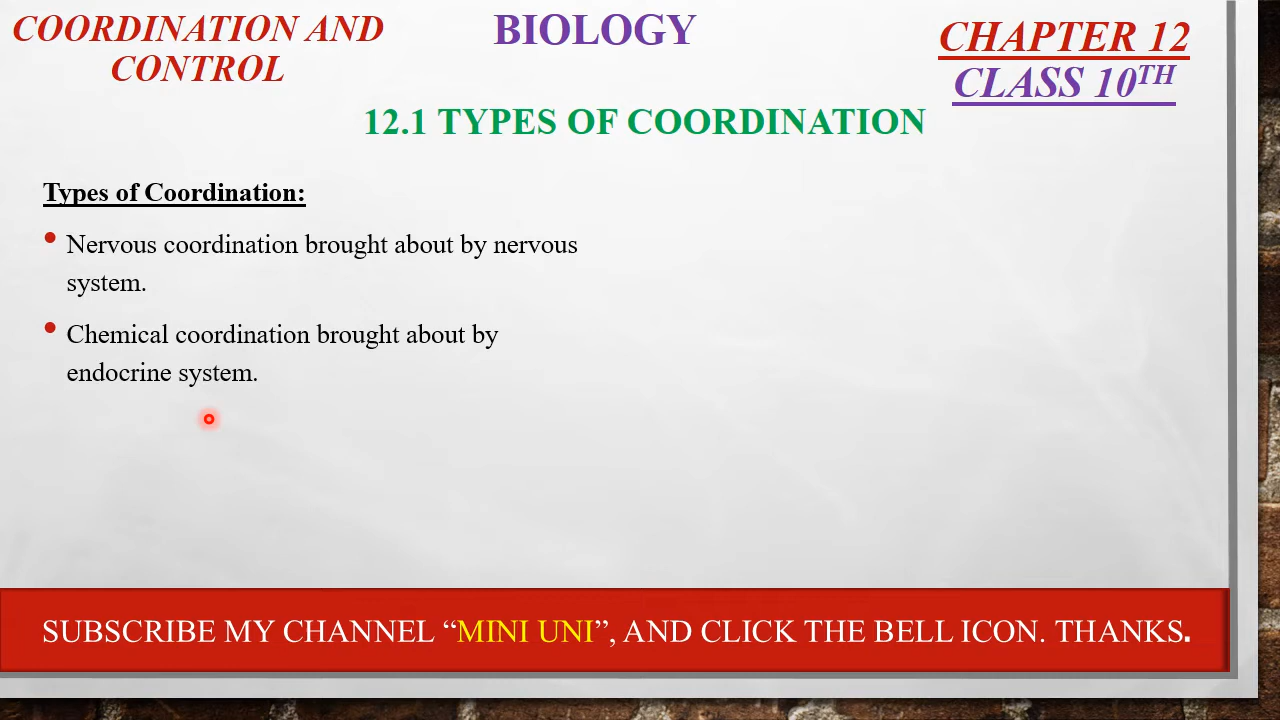 COORDINATION AND
CONTROL
BIOLOGY
CHAPTER 12
CLASS 10TH
12.1 TYPES OF COORDINATION
Types of Coordination:
• Nervous coordination brought about by nervous
system.
• Chemical coordination brought about by
endocrine system.
SUBSCRIBE MY CHANNEL “MINI UNI”, AND CLICK THE BELL ICON. THANKS.